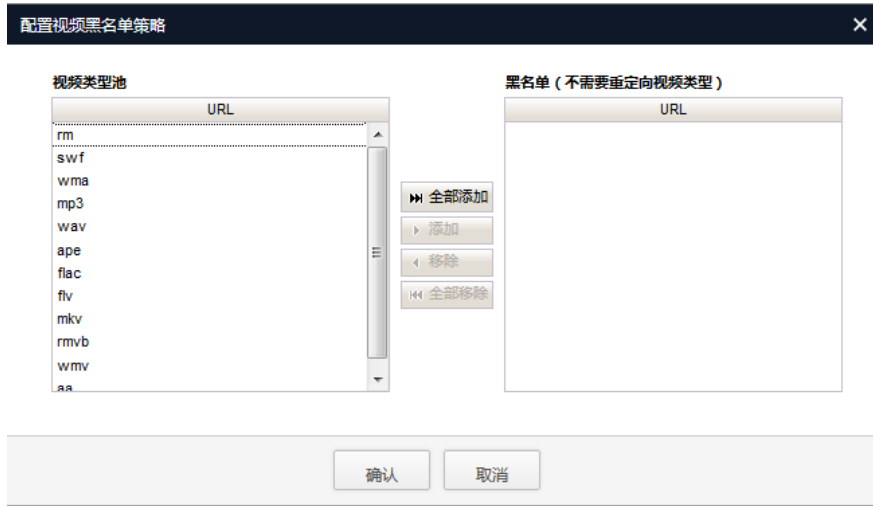 配置视频黑名单策略
视频类型池
URL
rm
swf
wma
mp3
wav
ape
flac
flv
mkv
rmvb
wmv
aa
全部添加
添加
移除
全部移除
黑名单（不需要重定向视频类型）
URL
确认
取消